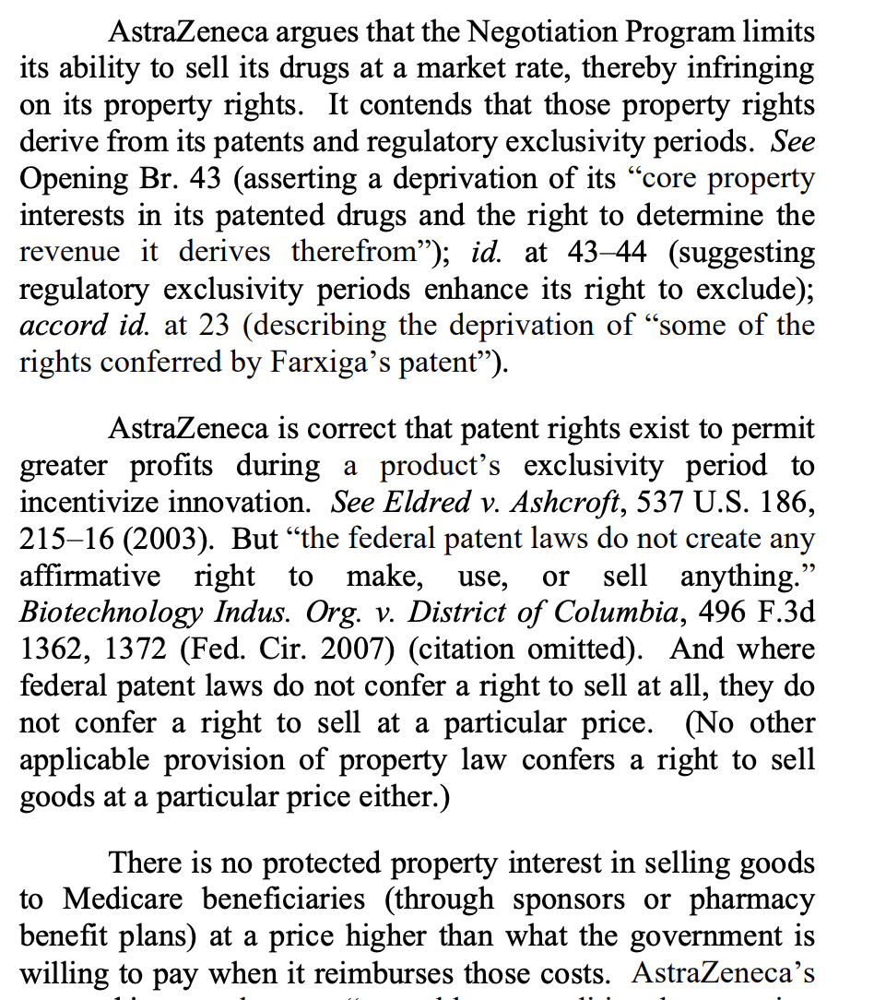 AstraZeneca argues that the Negotiation Program limits
its ability to sell its drugs at a market rate, thereby infringing
on its property rights. It contends that those property rights
derive from its patents and regulatory exclusivity periods. See
Opening Br. 43 (asserting a deprivation of its “core property
interests in its patented drugs and the right to determine the
revenue it derives therefrom”); id. at 43–44 (suggesting
regulatory exclusivity periods enhance its right to exclude);
accord id. at 23 (describing the deprivation of “some of the
rights conferred by Farxiga’s patent”).
AstraZeneca is correct that patent rights exist to permit
greater profits during a product’s exclusivity period to
incentivize innovation. See Eldred v. Ashcroft, 537 U.S. 186,
215–16 (2003). But “the federal patent laws do not create any
affirmative right to make, use, or sell anything.”
Biotechnology Indus. Org. v. District of Columbia, 496 F.3d
1362, 1372 (Fed. Cir. 2007) (citation omitted). And where
federal patent laws do not confer a right to sell at all, they do
not confer a right to sell at a particular price. (No other
applicable provision of property law confers a right to sell
goods at a particular price either.)
There is no protected property interest in selling goods
to Medicare beneficiaries (through sponsors or pharmacy
benefit plans) at a price higher than what the government is
willing to pay when it reimburses those costs. AstraZeneca’s